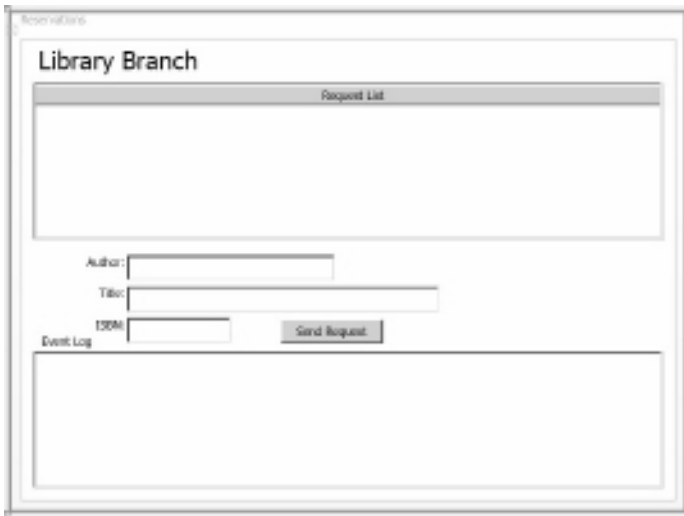 Reservations
Library Branch
Request List
Author:
Title:
ISBN:
Send Request
Event Log